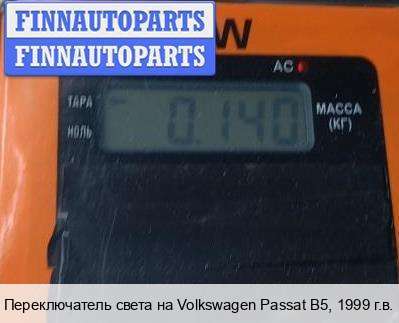 FINNAUTOPARTS
FINNAUTOPARTS
W
AC
ТАРА
НОЛЬ
0.140
МАССА
(КГ)
Переключатель света на Volkswagen Passat B5, 1999 г.в.